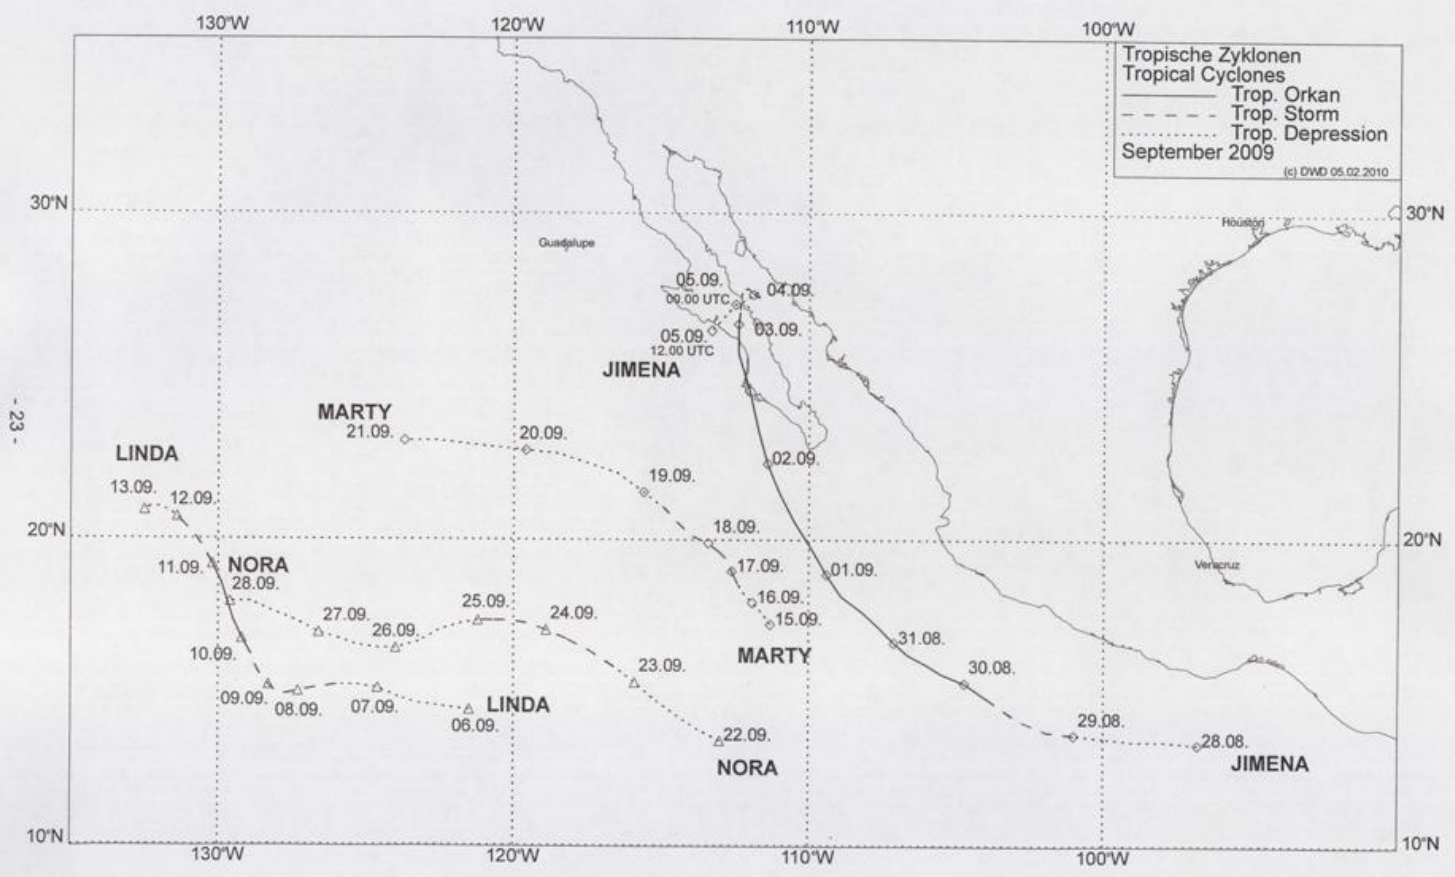 130°W 120°W 110°W 100°W
Tropische Zyklonen
Tropical Cyclones
Trop. Orkan
Trop. Storm
Trop. Depression
September 2009
(c) DWD 05.02.2010
30°N 30°N
Houston
Guadalupe
05.09.
00.00 UTC
04.09.
03.09.
05.09.
12.00 UTC
JIMENA
- 23 -
MARTY
21.09. 20.09.
LINDA
02.09.
19.09.
13.09. 12.09.
18.09.
20°N 20°N
11.09. NORA
28.09.
17.09. 01.09.
Veracruz
16.09.
15.09.
27.09. 26.09. 25.09. 24.09.
31.08.
10.09.
MARTY
23.09. 30.08.
09.09. 08.09. 07.09. 06.09. LINDA
22.09. 29.08. 28.08.
NORA JIMENA
10°N 10°N
130°W 120°W 110°W 100°W